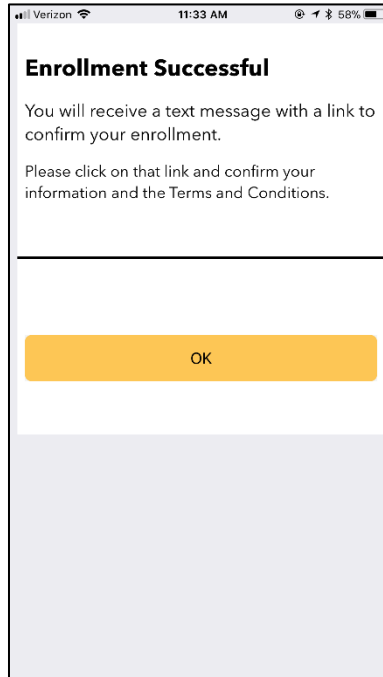 Verizon 11:33 AM 58%
Enrollment Successful
You will receive a text message with a link to
confirm your enrollment.
Please click on that link and confirm your
information and the Terms and Conditions.
OK